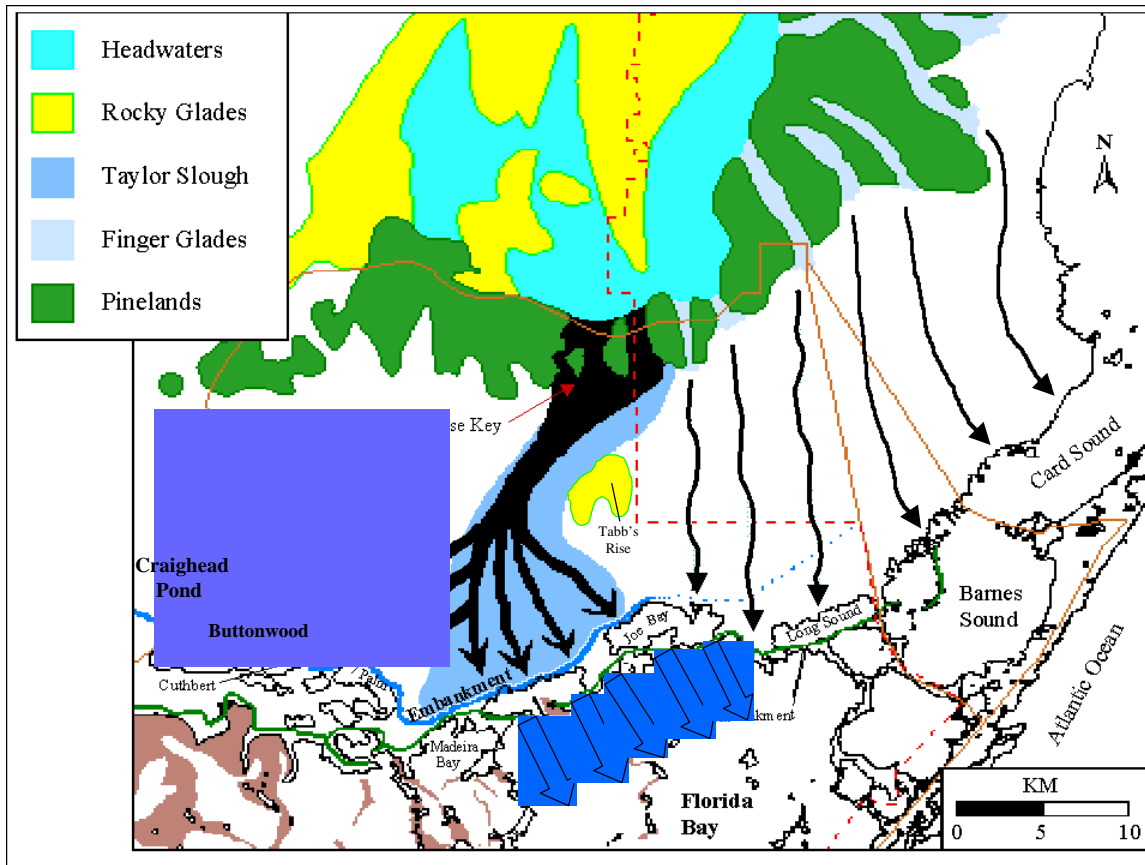 Headwaters
Rocky Glades
Taylor Slough
Finger Glades
Pinelands
N
se Key
Card Sound
Tabb's
Rise
Craighead
Pond
Barnes
Sound
Buttonwood
Joe Bay
Long Sound
Cuthbert
Palm
Embankment
kment
Atlantic Ocean
Madeira
Bay
Florida
Bay
KM
0 5 10